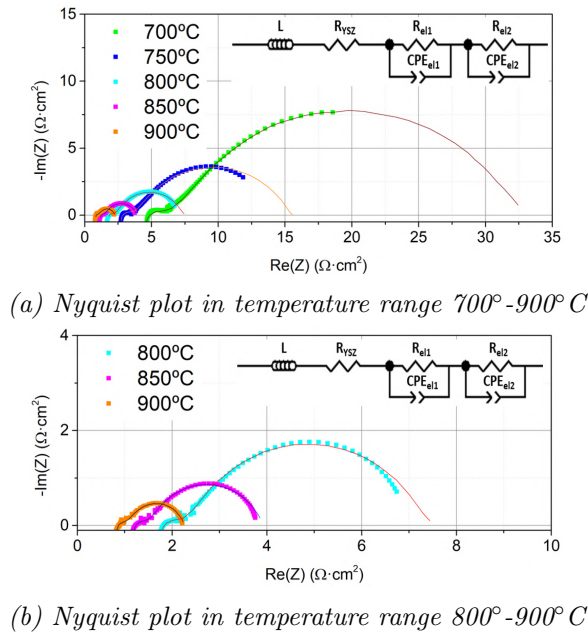 700ºC
750ºC
800ºC
850ºC
900ºC
L
R_YSZ
R_el1
R_el2
CPE_el1
CPE_el2
-Im(Z) (Ω·cm²)
15
10
5
0
0 5 10 15 20 25 30 35
Re(Z) (Ω·cm²)
(a) Nyquist plot in temperature range 700°-900°C
800ºC
850ºC
900ºC
L
R_YSZ
R_el1
R_el2
CPE_el1
CPE_el2
-Im(Z) (Ω·cm²)
4
2
0
0 2 4 6 8 10
Re(Z) (Ω·cm²)
(b) Nyquist plot in temperature range 800°-900°C